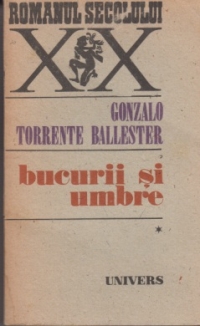 ROMANUL SECOLULUI
XX
GONZALO
TORRENTE BALLESTER
bucurii și
umbre
*
UNIVERS